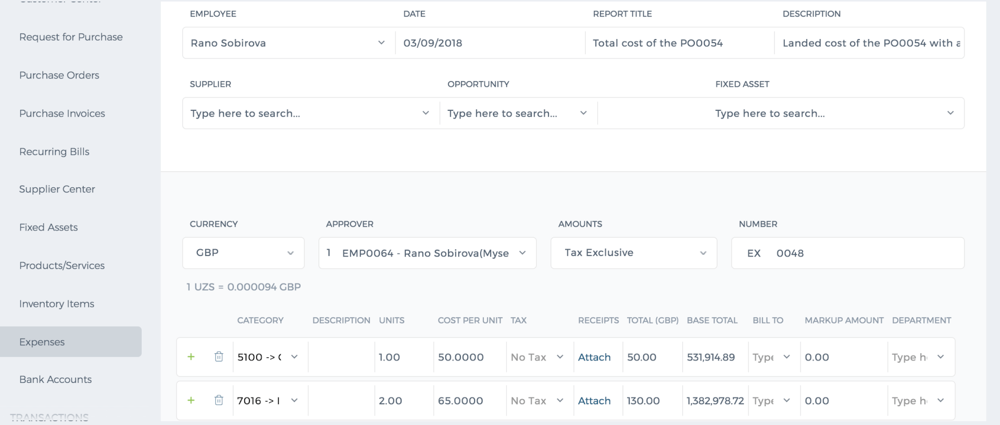 Customer Center
Request for Purchase
Purchase Orders
Purchase Invoices
Recurring Bills
Supplier Center
Fixed Assets
Products/Services
Inventory Items
Expenses
Bank Accounts
TRANSACTIONS
EMPLOYEE DATE REPORT TITLE DESCRIPTION
Rano Sobirova 03/09/2018 Total cost of the PO0054 Landed cost of the PO0054 with a
SUPPLIER OPPORTUNITY FIXED ASSET
Type here to search... Type here to search... Type here to search...
CURRENCY APPROVER AMOUNTS NUMBER
GBP 1 EMP0064 - Rano Sobirova(Myse Tax Exclusive EX 0048
1 UZS = 0.000094 GBP
CATEGORY DESCRIPTION UNITS COST PER UNIT TAX RECEIPTS TOTAL (GBP) BASE TOTAL BILL TO MARKUP AMOUNT DEPARTMENT
+ 5100 -> 1.00 50.0000 No Tax Attach 50.00 531,914.89 Type 0.00 Type h
+ 7016 -> I 2.00 65.0000 No Tax Attach 130.00 1,382,978.72 Type 0.00 Type h